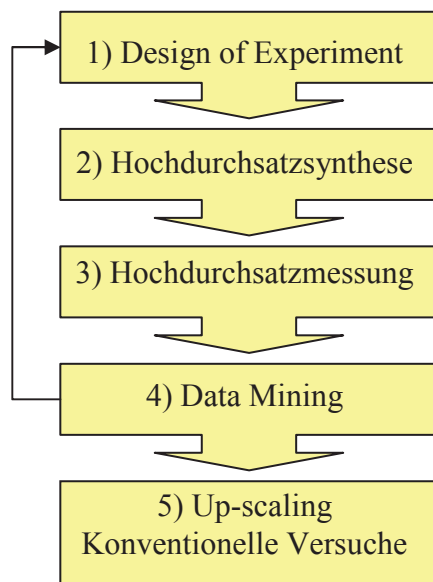 1) Design of Experiment
2) Hochdurchsatzsynthese
3) Hochdurchsatzmessung
4) Data Mining
5) Up-scaling
Konventionelle Versuche